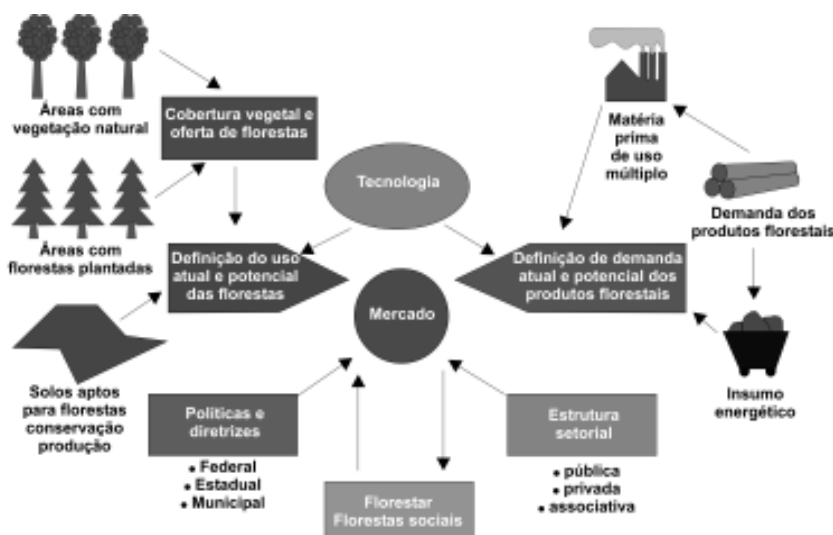 Áreas com
vegetação natural
Cobertura vegetal e
oferta de florestas
Matéria
prima
de uso
múltiplo
Tecnologia
Demanda dos
produtos florestais
Áreas com
florestas plantadas
Definição do uso
atual e potencial
das florestas
Definição de demanda
atual e potencial dos
produtos florestais
Mercado
Solos aptos
para florestas
conservação
produção
Insumo
energético
Políticas e
diretrizes
• Federal
• Estadual
• Municipal
Estrutura
setorial
• pública
• privada
• associativa
Florestar
Florestas sociais